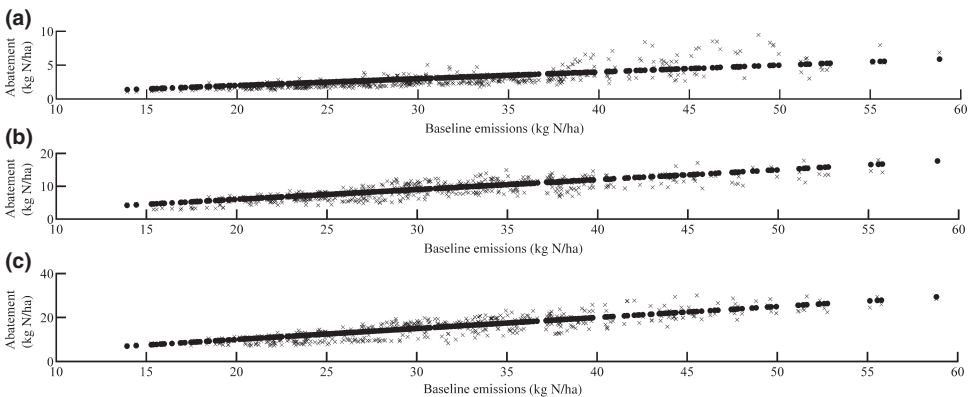 (a)
10
5
0
Abatement
(kg N/ha)
10 15 20 25 30 35 40 45 50 55 60
Baseline emissions (kg N/ha)
(b)
20
10
0
Abatement
(kg N/ha)
10 15 20 25 30 35 40 45 50 55 60
Baseline emissions (kg N/ha)
(c)
40
20
0
Abatement
(kg N/ha)
10 15 20 25 30 35 40 45 50 55 60
Baseline emissions (kg N/ha)